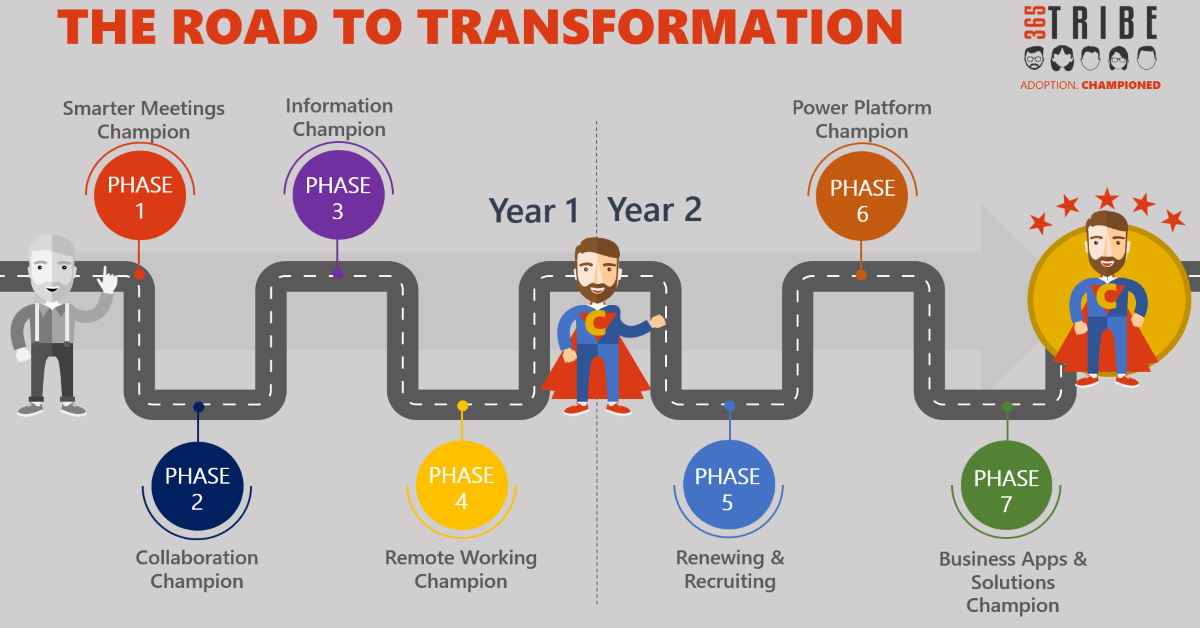 THE ROAD TO TRANSFORMATION
365 TRIBE
ADOPTION. CHAMPIONED
Smarter Meetings
Champion
PHASE
1
Information
Champion
PHASE
3
Year 1
Year 2
Power Platform
Champion
PHASE
6
C
C
PHASE
2
Collaboration
Champion
PHASE
4
Remote Working
Champion
PHASE
5
Renewing &
Recruiting
PHASE
7
Business Apps &
Solutions
Champion